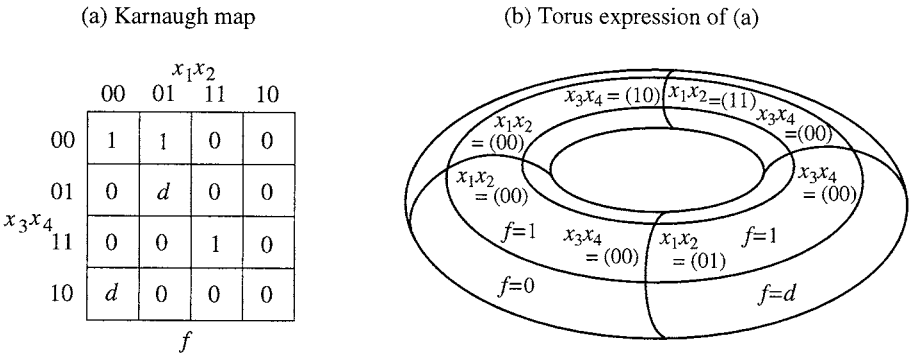 (a) Karnaugh map
x₁x₂
00 01 11 10
00 1 1 0 0
01 0 d 0 0
x₃x₄
11 0 0 1 0
10 d 0 0 0
f
(b) Torus expression of (a)
x₃x₄ = (10)
x₁x₂ = (11)
x₃x₄
= (00)
x₁x₂
= (00)
x₁x₂
= (00)
x₃x₄
= (00)
f=1
x₃x₄
= (00)
x₁x₂
= (01)
f=1
f=0
f=d